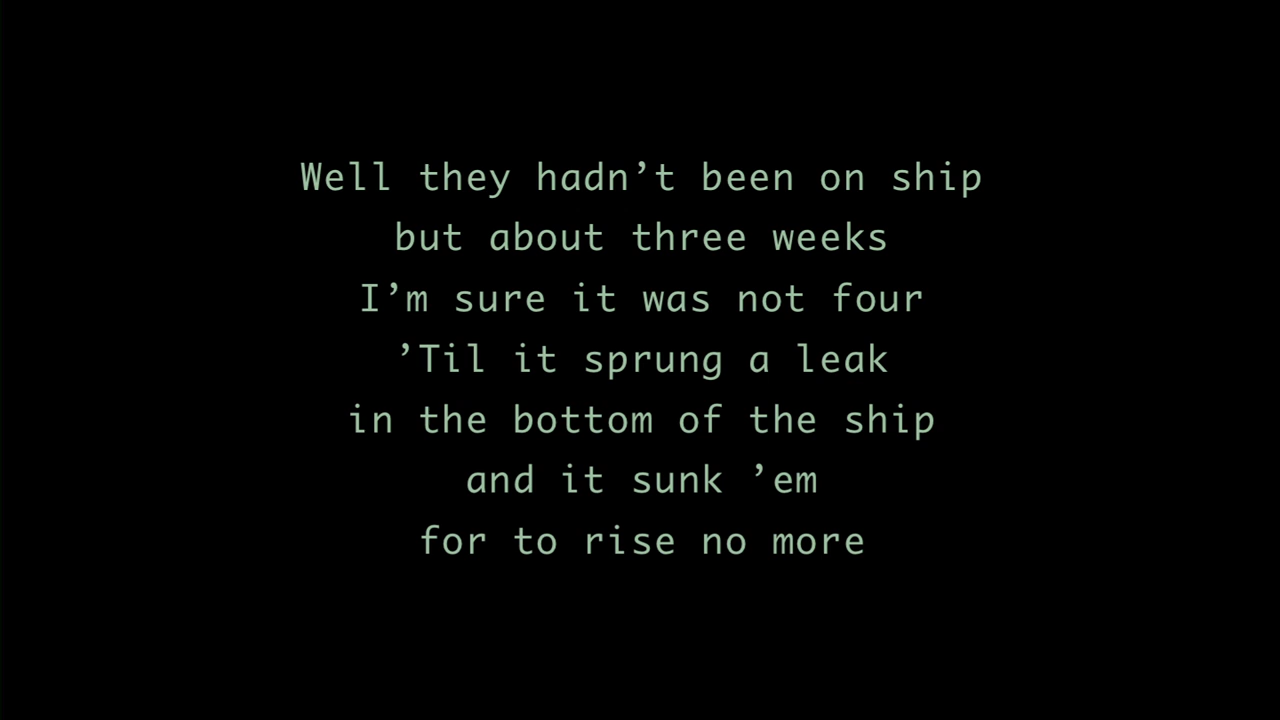 Well they hadn’t been on ship
but about three weeks
I’m sure it was not four
’Til it sprung a leak
in the bottom of the ship
and it sunk ’em
for to rise no more